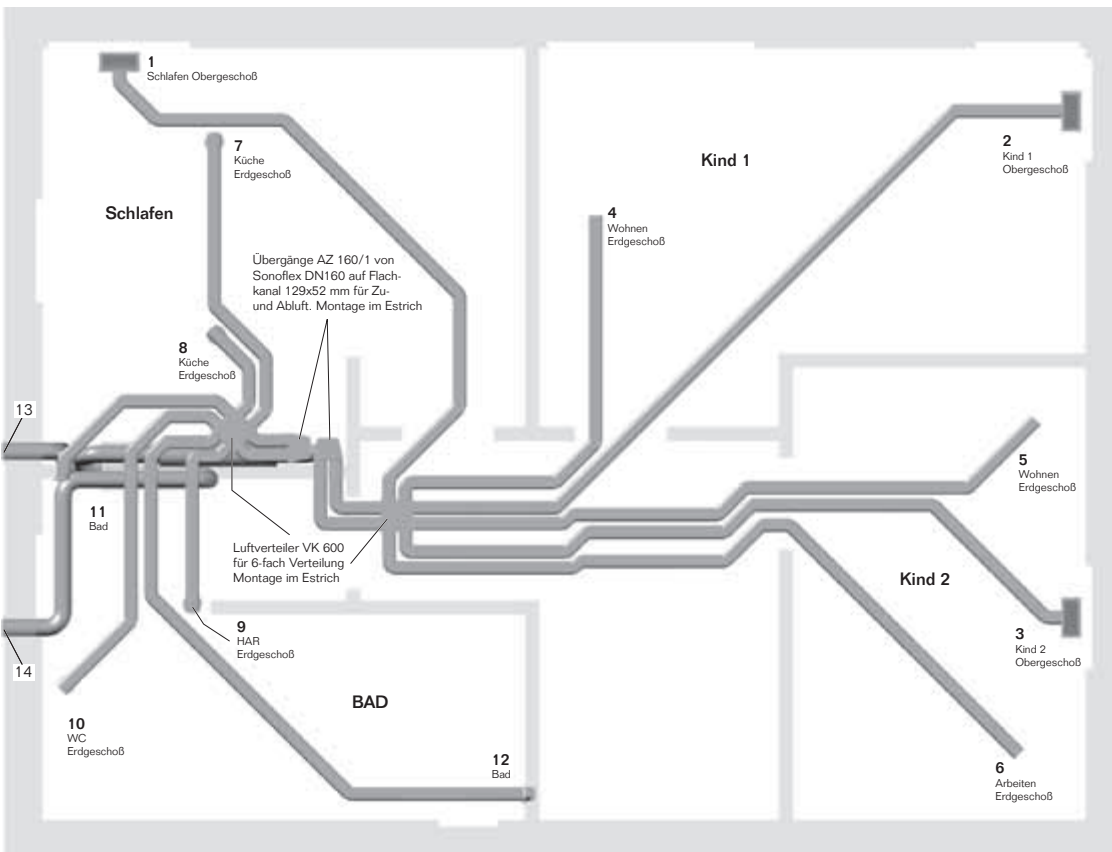 1
Schlafen Obergeschoß
7
Küche
Erdgeschoß
Kind 1
2
Kind 1
Obergeschoß
Schlafen
4
Wohnen
Erdgeschoß
Übergänge AZ 160/1 von
Sonoflex DN160 auf Flach-
kanal 129x52 mm für Zu-
und Abluft. Montage im Estrich
8
Küche
Erdgeschoß
13
5
Wohnen
Erdgeschoß
11
Bad
Luftverteiler VK 600
für 6-fach Verteilung
Montage im Estrich
Kind 2
9
HAR
Erdgeschoß
3
Kind 2
Obergeschoß
14
BAD
10
WC
Erdgeschoß
12
Bad
6
Arbeiten
Erdgeschoß